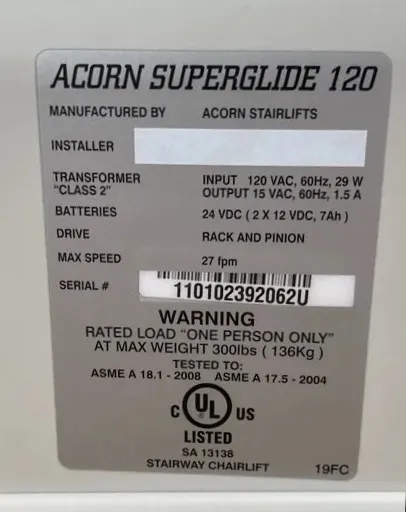 ACORN SUPERGLIDE 120
MANUFACTURED BY ACORN STAIRLIFTS
INSTALLER
TRANSFORMER INPUT 120 VAC, 60Hz, 29 W
"CLASS 2" OUTPUT 15 VAC, 60Hz, 1.5 A
BATTERIES 24 VDC ( 2 X 12 VDC, 7Ah )
DRIVE RACK AND PINION
MAX SPEED 27 fpm
SERIAL # 110102392062U
WARNING
RATED LOAD "ONE PERSON ONLY"
AT MAX WEIGHT 300lbs ( 136Kg )
TESTED TO:
ASME A 18.1 - 2008 ASME A 17.5 - 2004
C UL US
LISTED
SA 13138
STAIRWAY CHAIRLIFT 19FC